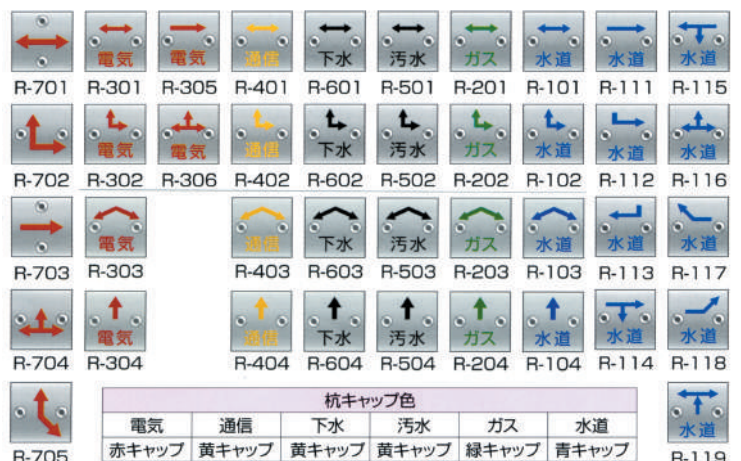 電気 電気 通信 下水 汚水 ガス 水道 水道 水道
R-701 R-301 R-305 R-401 R-601 R-501 R-201 R-101 R-111 R-115
電気 電気 通信 下水 汚水 ガス 水道 水道 水道
R-702 R-302 R-306 R-402 R-602 R-502 R-202 R-102 R-112 R-116
電気 通信 下水 汚水 ガス 水道 水道 水道
R-703 R-303 R-403 R-603 R-503 R-203 R-103 R-113 R-117
電気 通信 下水 汚水 ガス 水道 水道 水道
R-704 R-304 R-404 R-604 R-504 R-204 R-104 R-114 R-118
杭キャップ色
電気 通信 下水 汚水 ガス 水道
水道
赤キャップ 黄キャップ 黄キャップ 黄キャップ 緑キャップ 青キャップ
R-705 R-119